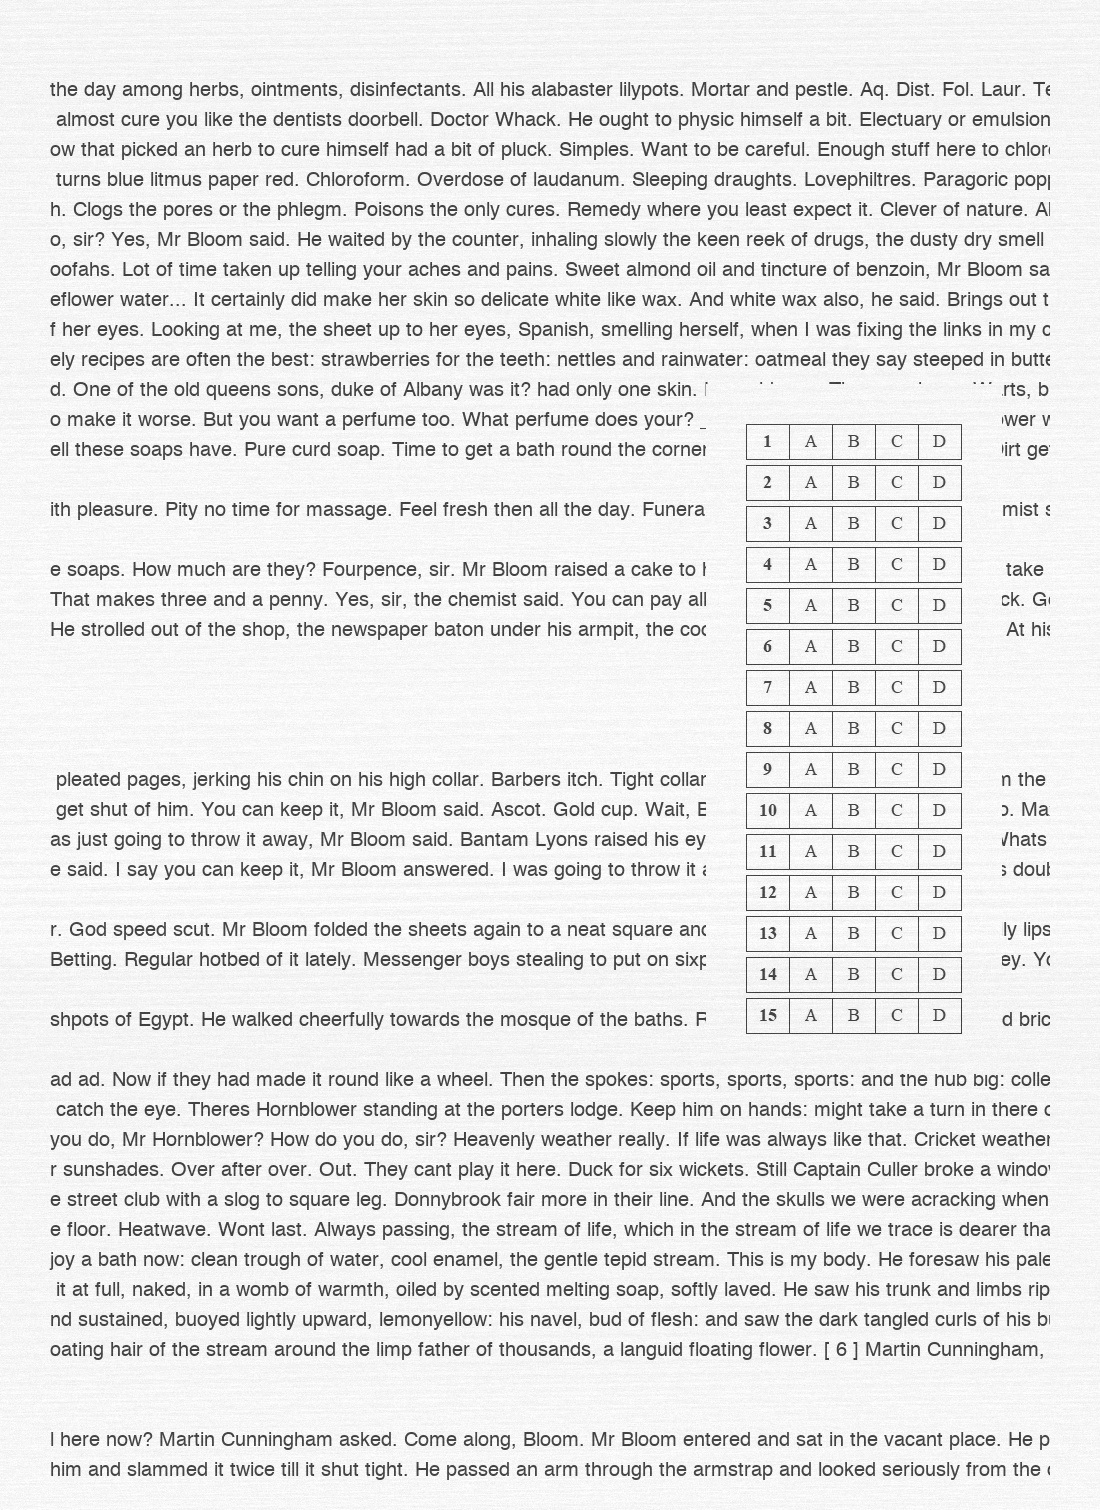 the day among herbs, ointments, disinfectants. All his alabaster lilypots. Mortar and pestle. Aq. Dist. Fol. Laur. Te
almost cure you like the dentists doorbell. Doctor Whack. He ought to physic himself a bit. Electuary or emulsion
ow that picked an herb to cure himself had a bit of pluck. Simples. Want to be careful. Enough stuff here to chlor
turns blue litmus paper red. Chloroform. Overdose of laudanum. Sleeping draughts. Lovephiltres. Paragoric pop
h. Clogs the pores or the phlegm. Poisons the only cures. Remedy where you least expect it. Clever of nature. A
o, sir? Yes, Mr Bloom said. He waited by the counter, inhaling slowly the keen reek of drugs, the dusty dry smell
oofahs. Lot of time taken up telling your aches and pains. Sweet almond oil and tincture of benzoin, Mr Bloom sa
eflower water... It certainly did make her skin so delicate white like wax. And white wax also, he said. Brings out t
f her eyes. Looking at me, the sheet up to her eyes, Spanish, smelling herself, when I was fixing the links in my c
ely recipes are often the best: strawberries for the teeth: nettles and rainwater: oatmeal they say steeped in butte
d. One of the old queens sons, duke of Albany was it? had only one skin. rts, b
o make it worse. But you want a perfume too. What perfume does your? ower w
ell these soaps have. Pure curd soap. Time to get a bath round the corner irt ge
ith pleasure. Pity no time for massage. Feel fresh then all the day. Funera mist s
e soaps. How much are they? Fourpence, sir. Mr Bloom raised a cake to h take
That makes three and a penny. Yes, sir, the chemist said. You can pay all ck. G
He strolled out of the shop, the newspaper baton under his armpit, the coo At his
pleated pages, jerking his chin on his high collar. Barbers itch. Tight collar m the
get shut of him. You can keep it, Mr Bloom said. Ascot. Gold cup. Wait, B o. Ma
as just going to throw it away, Mr Bloom said. Bantam Lyons raised his ey Whats
e said. I say you can keep it, Mr Bloom answered. I was going to throw it a s doub
r. God speed scut. Mr Bloom folded the sheets again to a neat square and ly lips
Betting. Regular hotbed of it lately. Messenger boys stealing to put on sixp ey. Yo
shpots of Egypt. He walked cheerfully towards the mosque of the baths. R d bric
1 A B C D
2 A B C D
3 A B C D
4 A B C D
5 A B C D
6 A B C D
7 A B C D
8 A B C D
9 A B C D
10 A B C D
11 A B C D
12 A B C D
13 A B C D
14 A B C D
15 A B C D
ad ad. Now if they had made it round like a wheel. Then the spokes: sports, sports, sports: and the hub big: colle
catch the eye. Theres Hornblower standing at the porters lodge. Keep him on hands: might take a turn in there o
you do, Mr Hornblower? How do you do, sir? Heavenly weather really. If life was always like that. Cricket weather
r sunshades. Over after over. Out. They cant play it here. Duck for six wickets. Still Captain Culler broke a windo
e street club with a slog to square leg. Donnybrook fair more in their line. And the skulls we were acracking when
e floor. Heatwave. Wont last. Always passing, the stream of life, which in the stream of life we trace is dearer tha
joy a bath now: clean trough of water, cool enamel, the gentle tepid stream. This is my body. He foresaw his pale
it at full, naked, in a womb of warmth, oiled by scented melting soap, softly laved. He saw his trunk and limbs rip
nd sustained, buoyed lightly upward, lemonyellow: his navel, bud of flesh: and saw the dark tangled curls of his b
oating hair of the stream around the limp father of thousands, a languid floating flower. [ 6 ] Martin Cunningham,
l here now? Martin Cunningham asked. Come along, Bloom. Mr Bloom entered and sat in the vacant place. He p
him and slammed it twice till it shut tight. He passed an arm through the armstrap and looked seriously from the